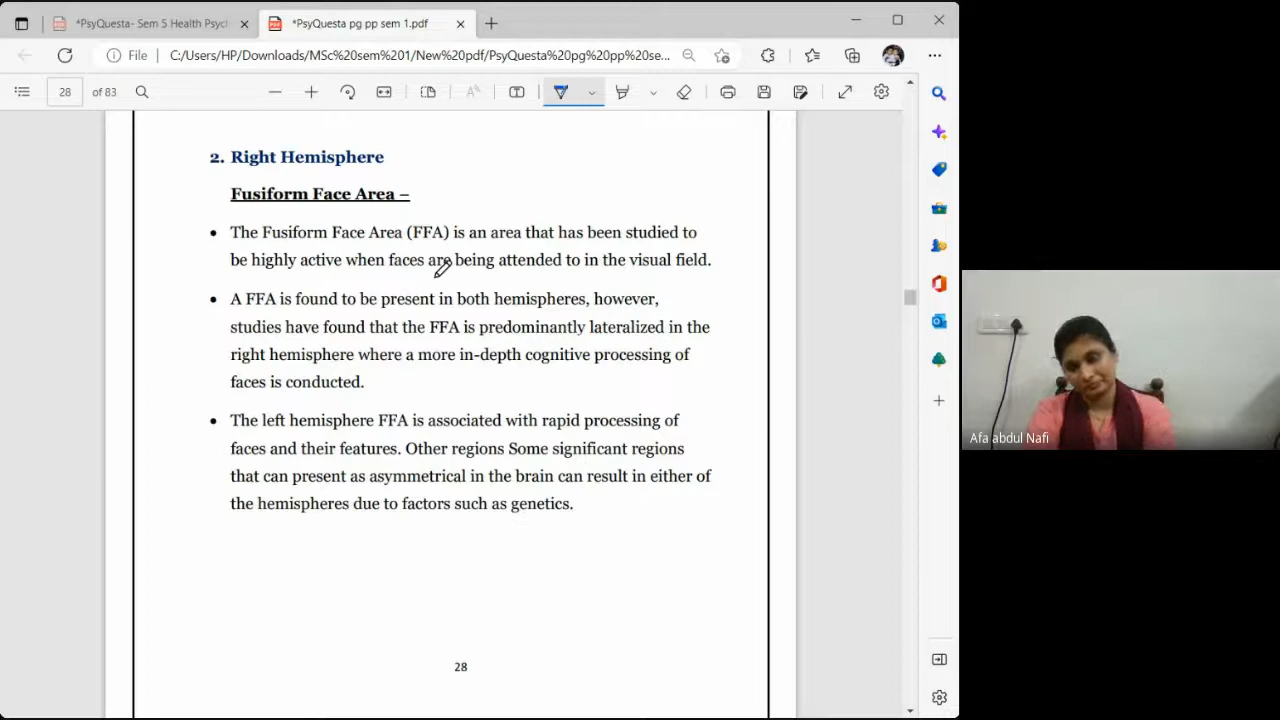 *PsyQuesta- Sem 5 Health Psych
*PsyQuesta pg pp sem 1.pdf
File
C:/Users/HP/Downloads/MSc%20sem%201/New%20pdf/PsyQuesta%20pg%20pp%20se...
28 of 83
2. Right Hemisphere
Fusiform Face Area –
• The Fusiform Face Area (FFA) is an area that has been studied to
be highly active when faces are being attended to in the visual field.
• A FFA is found to be present in both hemispheres, however,
studies have found that the FFA is predominantly lateralized in the
right hemisphere where a more in-depth cognitive processing of
faces is conducted.
• The left hemisphere FFA is associated with rapid processing of
faces and their features. Other regions Some significant regions
that can present as asymmetrical in the brain can result in either of
the hemispheres due to factors such as genetics.
28
Afa abdul Nafi